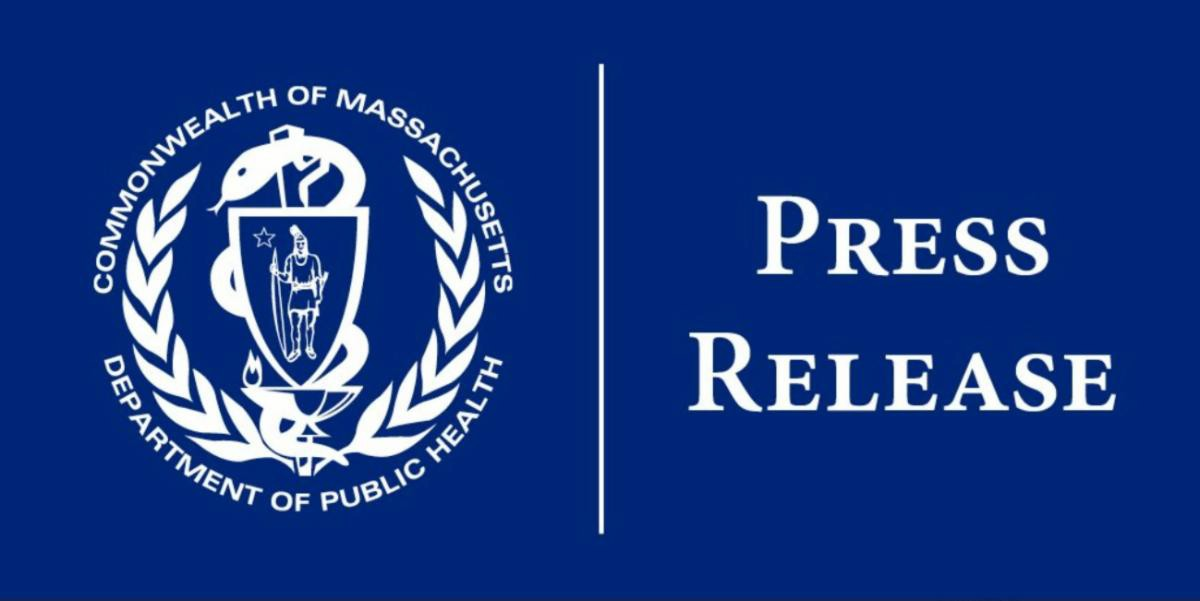 COMMONWEALTH OF MASSACHUSETTS
DEPARTMENT OF PUBLIC HEALTH
PRESS
RELEASE